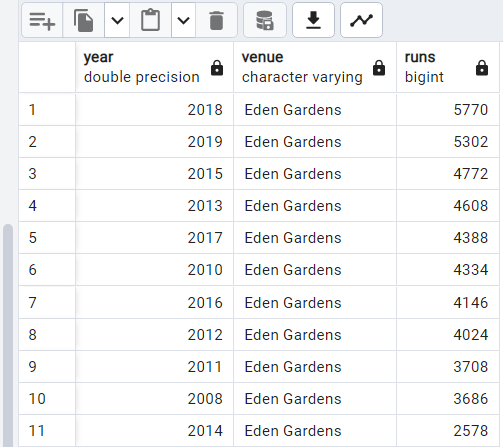 year venue runs
double precision character varying bigint
1 2018 Eden Gardens 5770
2 2019 Eden Gardens 5302
3 2015 Eden Gardens 4772
4 2013 Eden Gardens 4608
5 2017 Eden Gardens 4388
6 2010 Eden Gardens 4334
7 2016 Eden Gardens 4146
8 2012 Eden Gardens 4024
9 2011 Eden Gardens 3708
10 2008 Eden Gardens 3686
11 2014 Eden Gardens 2578